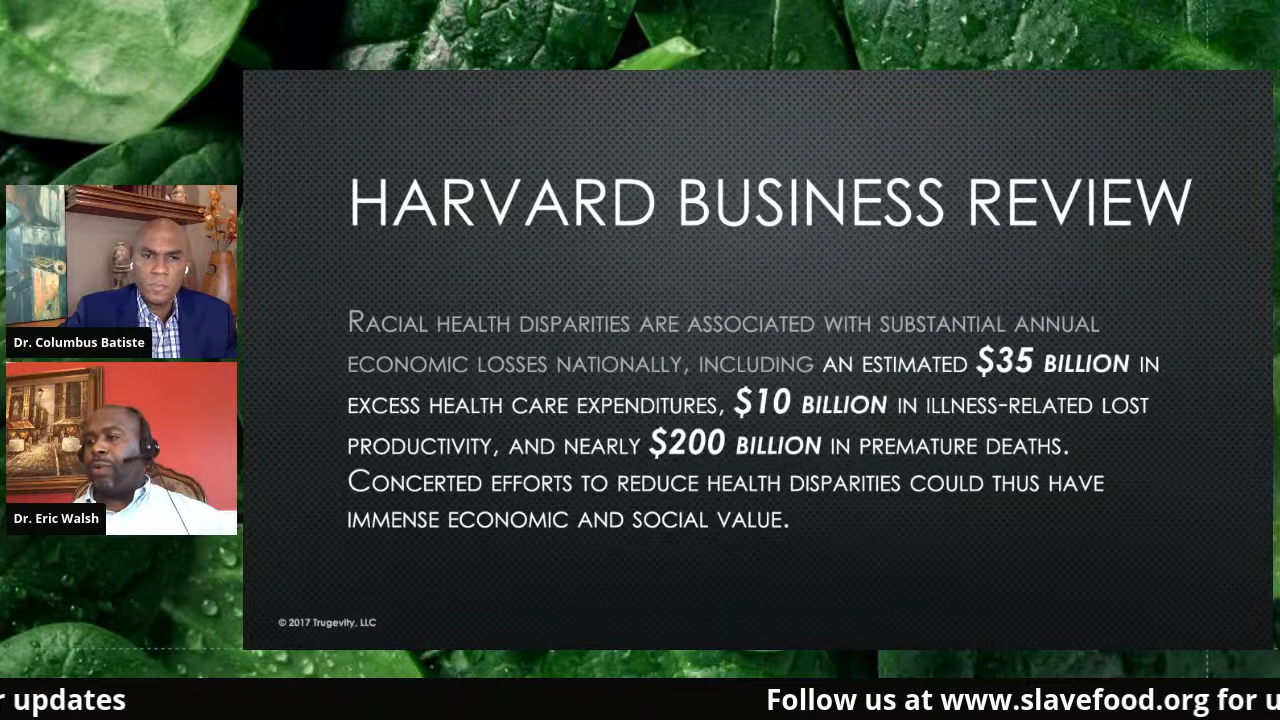 HARVARD BUSINESS REVIEW
RACIAL HEALTH DISPARITIES ARE ASSOCIATED WITH SUBSTANTIAL ANNUAL
ECONOMIC LOSSES NATIONALLY, INCLUDING AN ESTIMATED $35 BILLION IN
EXCESS HEALTH CARE EXPENDITURES, $10 BILLION IN ILLNESS-RELATED LOST
PRODUCTIVITY, AND NEARLY $200 BILLION IN PREMATURE DEATHS.
CONCERTED EFFORTS TO REDUCE HEALTH DISPARITIES COULD THUS HAVE
IMMENSE ECONOMIC AND SOCIAL VALUE.
© 2017 Trugevity, LLC
Dr. Columbus Batiste
Dr. Eric Walsh
r updates
Follow us at www.slavefood.org for u